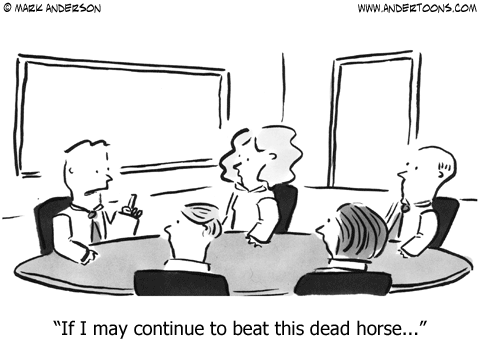 © MARK ANDERSON
WWW.ANDERTOONS.COM
“If I may continue to beat this dead horse...”